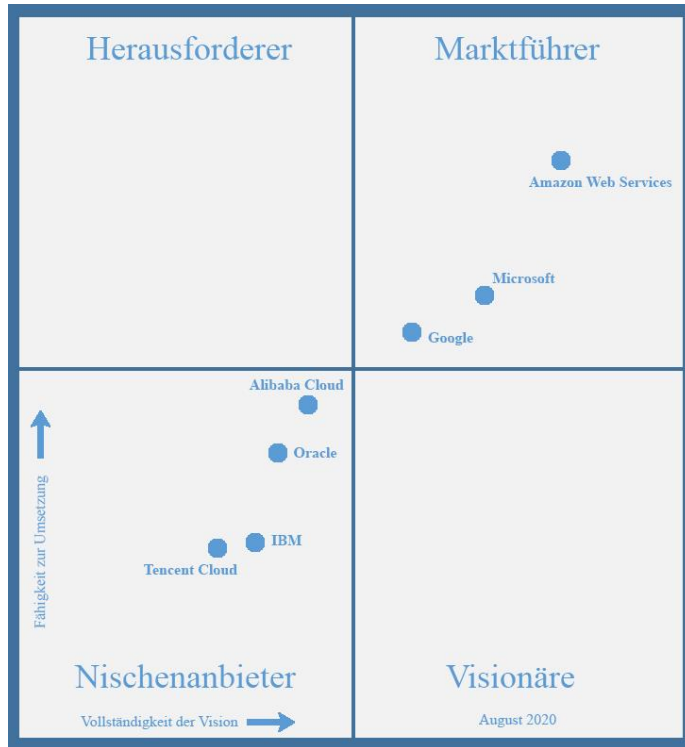 Herausforderer
Marktführer
Amazon Web Services
Microsoft
Google
Alibaba Cloud
Oracle
IBM
Tencent Cloud
Fähigkeit zur Umsetzung
Nischenanbieter
Visionäre
Vollständigkeit der Vision
August 2020